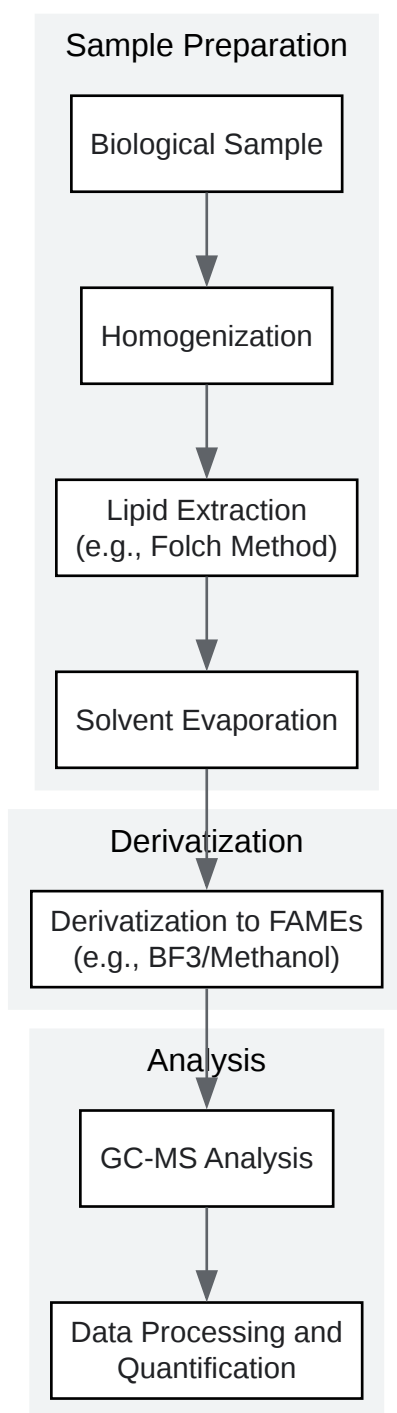 Sample Preparation
Biological Sample
Homogenization
Lipid Extraction
(e.g., Folch Method)
Solvent Evaporation
Derivatization
Derivatization to FAMEs
(e.g., BF3/Methanol)
Analysis
GC-MS Analysis
Data Processing and
Quantification